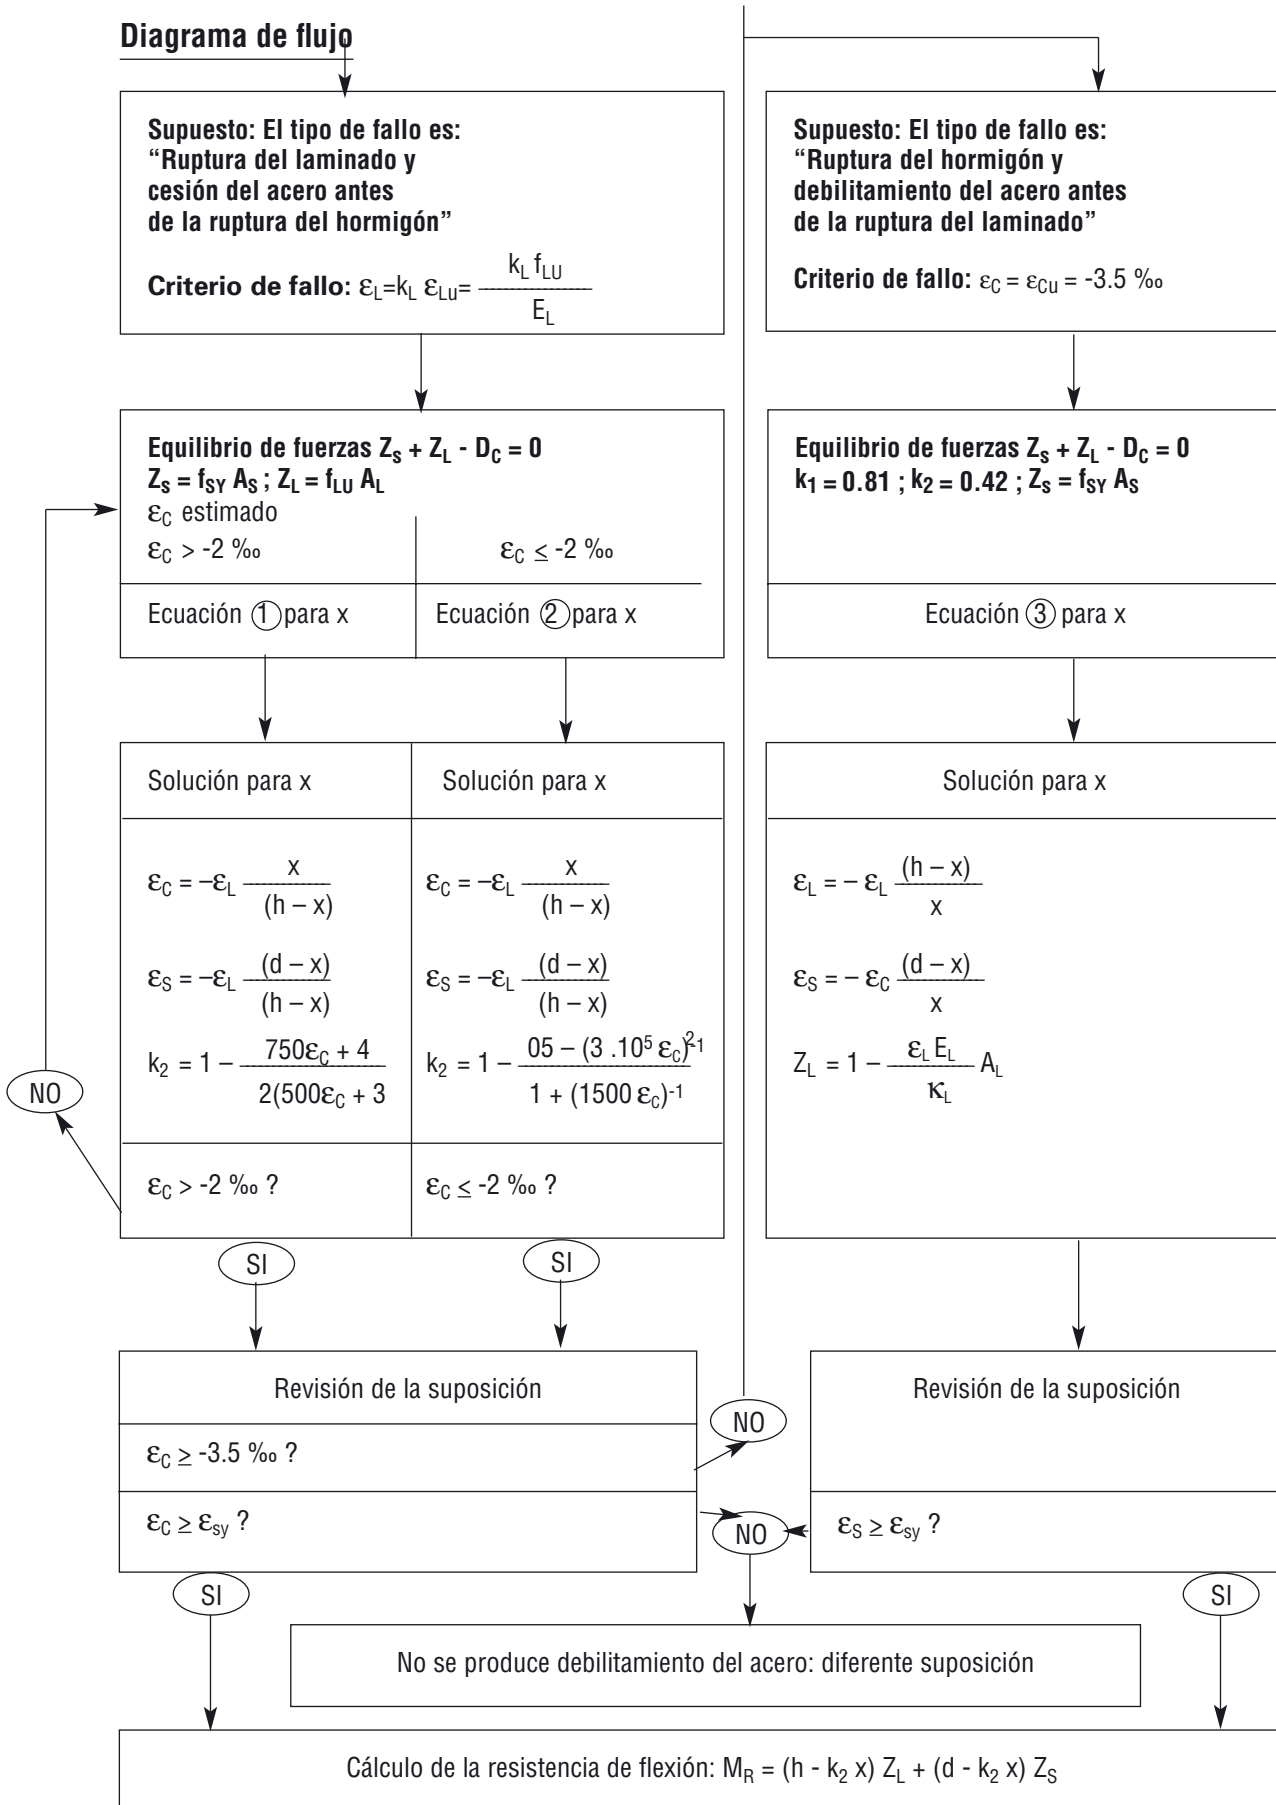 Diagrama de flujo
Supuesto: El tipo de fallo es:
“Ruptura del laminado y
cesión del acero antes
de la ruptura del hormigón”
Criterio de fallo: εL=kL εLu= kL fLU / EL
Supuesto: El tipo de fallo es:
“Ruptura del hormigón y
debilitamiento del acero antes
de la ruptura del laminado”
Criterio de fallo: εC = εCu = -3.5 ‰
Equilibrio de fuerzas ZS + ZL - DC = 0
ZS = fSY AS ; ZL = fLU AL
εC estimado
εC > -2 ‰
εC ≤ -2 ‰
Ecuación ① para x
Ecuación ② para x
Equilibrio de fuerzas ZS + ZL - DC = 0
k1 = 0.81 ; k2 = 0.42 ; ZS = fSY AS
Ecuación ③ para x
Solución para x
εC = –εL x / (h – x)
εS = –εL (d – x) / (h – x)
k2 = 1 – 750εC + 4 / 2(500εC + 3
εC > -2 ‰ ?
Solución para x
εC = –εL x / (h – x)
εS = –εL (d – x) / (h – x)
k2 = 1 – 05 – (3 .10⁵ εC)²-1 / 1 + (1500 εC)-1
εC ≤ -2 ‰ ?
Solución para x
εL = – εL (h – x) / x
εS = – εC (d – x) / x
ZL = 1 – εL EL / κL AL
NO
SI
SI
Revisión de la suposición
εC ≥ -3.5 ‰ ?
εC ≥ εsy ?
NO
NO
Revisión de la suposición
εS ≥ εsy ?
SI
SI
No se produce debilitamiento del acero: diferente suposición
Cálculo de la resistencia de flexión: MR = (h - k2 x) ZL + (d - k2 x) ZS